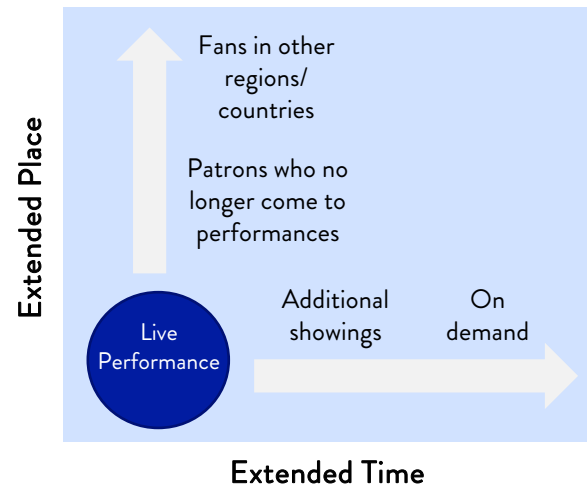 Fans in other
regions/
countries
Patrons who no
longer come to
performances
Extended Place
Live
Performance
Additional
showings
On
demand
Extended Time